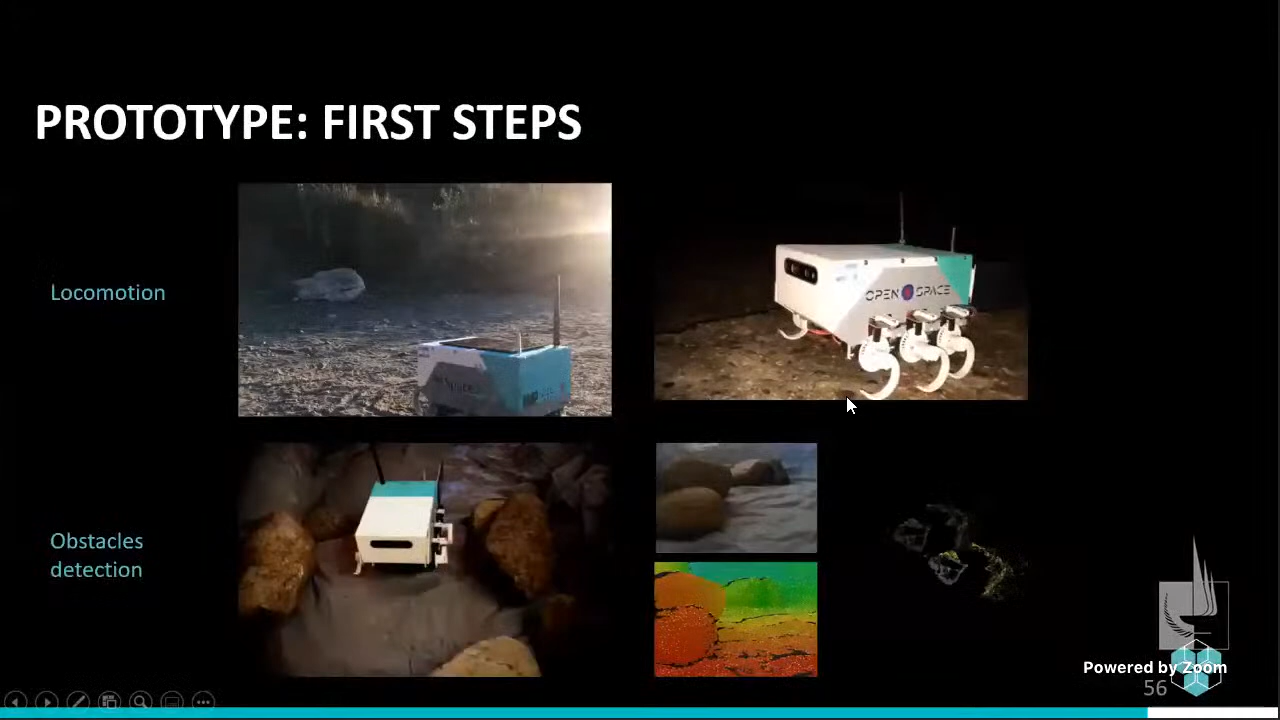 PROTOTYPE: FIRST STEPS
Locomotion
OPEN SPACE
Obstacles
detection
Powered by Zoom
56